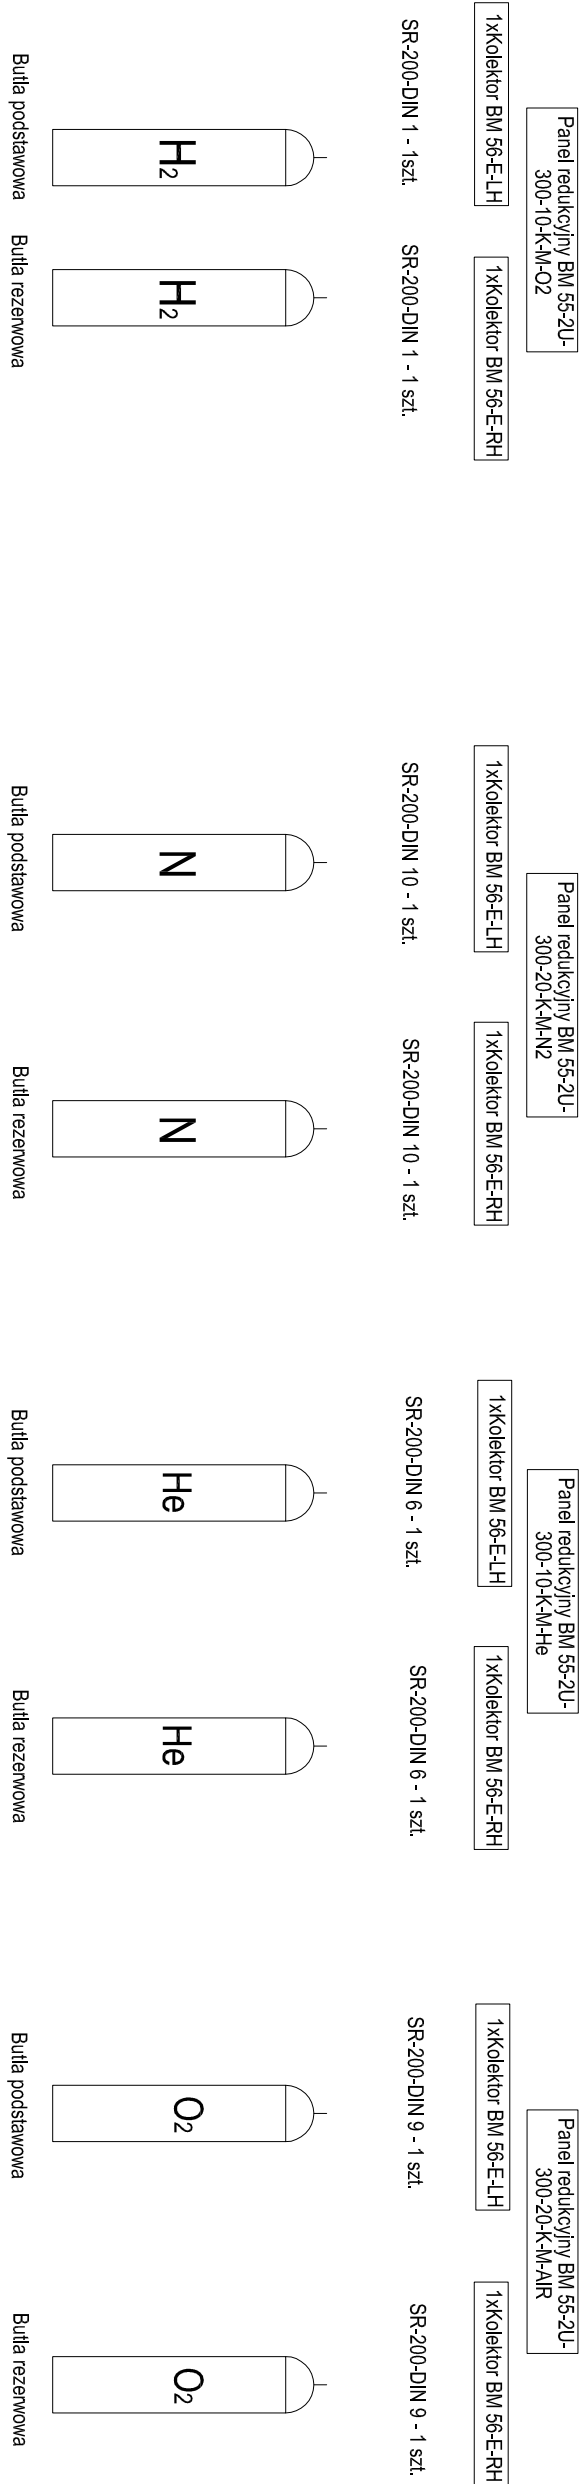 Panel redukcyjny BM 55-2U-
300-10-K-M-O2
1xKolektor BM 56-E-LH
1xKolektor BM 56-E-RH
SR-200-DIN 1 - 1szt.
SR-200-DIN 1 - 1 szt.
H2
H2
Butla podstawowa
Butla rezerwowa
Panel redukcyjny BM 55-2U-
300-20-K-M-N2
1xKolektor BM 56-E-LH
1xKolektor BM 56-E-RH
SR-200-DIN 10 - 1 szt.
SR-200-DIN 10 - 1 szt.
N
N
Butla podstawowa
Butla rezerwowa
Panel redukcyjny BM 55-2U-
300-10-K-M-He
1xKolektor BM 56-E-LH
1xKolektor BM 56-E-RH
SR-200-DIN 6 - 1 szt.
SR-200-DIN 6 - 1 szt.
He
He
Butla podstawowa
Butla rezerwowa
Panel redukcyjny BM 55-2U-
300-20-K-M-AIR
1xKolektor BM 56-E-LH
1xKolektor BM 56-E-RH
SR-200-DIN 9 - 1 szt.
SR-200-DIN 9 - 1 szt.
O2
O2
Butla podstawowa
Butla rezerwowa